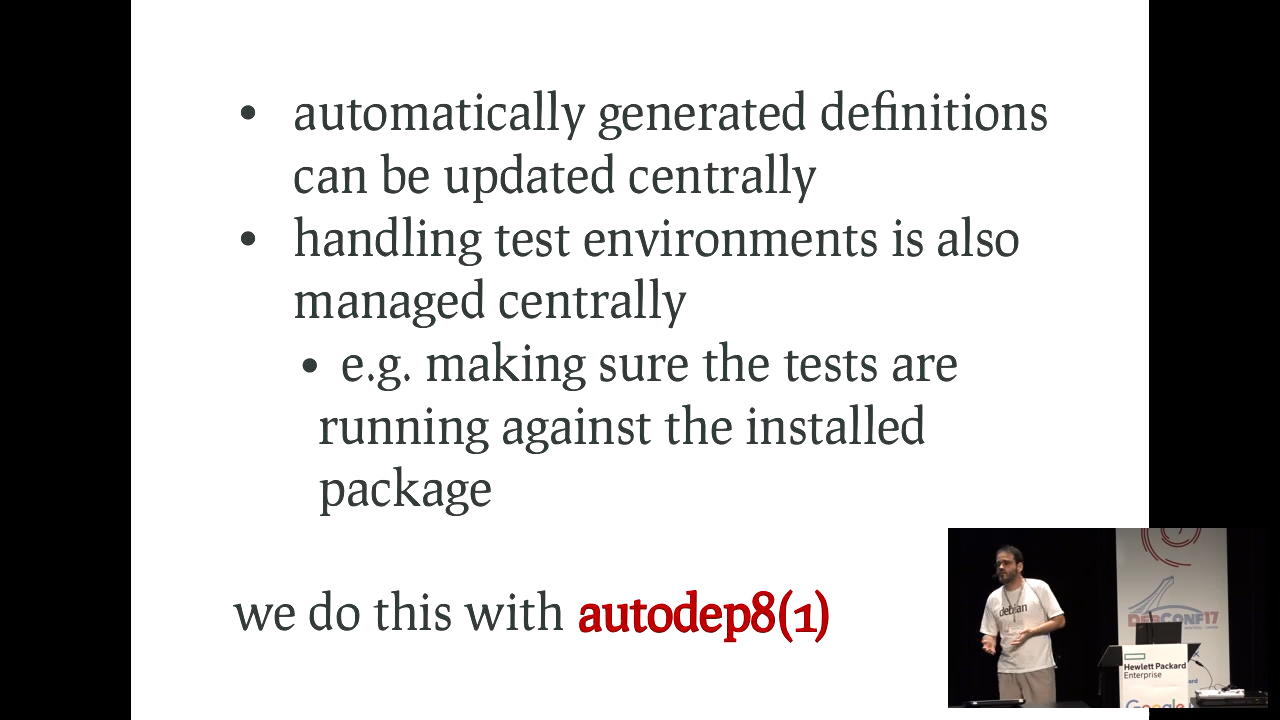 • automatically generated definitions
can be updated centrally
• handling test environments is also
managed centrally
• e.g. making sure the tests are
running against the installed
package
we do this with autodep8(1)
debian
DEBCONF17
Hewlett Packard
Enterprise
Google